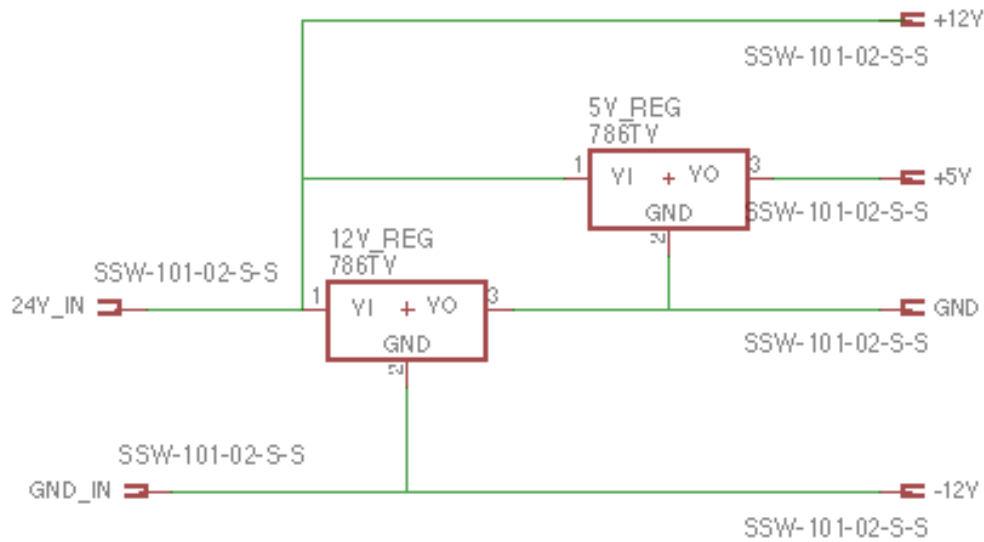 +12V
SSW-101-02-S-S
5V_REG
786TV
1
VI
VO
3
+5V
GND
SSW-101-02-S-S
2
12V_REG
786TV
SSW-101-02-S-S
24V_IN
1
VI
VO
3
GND
GND
2
SSW-101-02-S-S
SSW-101-02-S-S
GND_IN
-12V
SSW-101-02-S-S